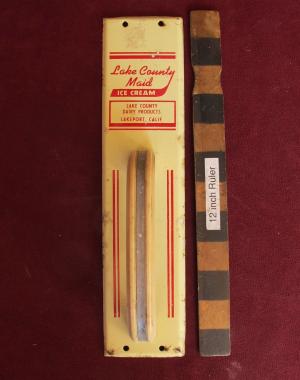 Lake County
Maid
ICE CREAM
LAKE COUNTY
DAIRY PRODUCTS
LAKEPORT, CALIF
12 inch Ruler